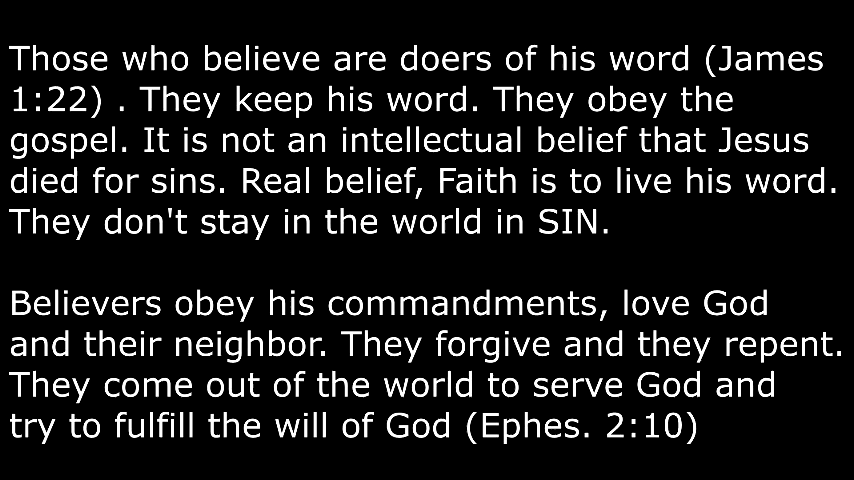 Those who believe are doers of his word (James
1:22) . They keep his word. They obey the
gospel. It is not an intellectual belief that Jesus
died for sins. Real belief, Faith is to live his word.
They don't stay in the world in SIN.
Believers obey his commandments, love God
and their neighbor. They forgive and they repent.
They come out of the world to serve God and
try to fulfill the will of God (Ephes. 2:10)